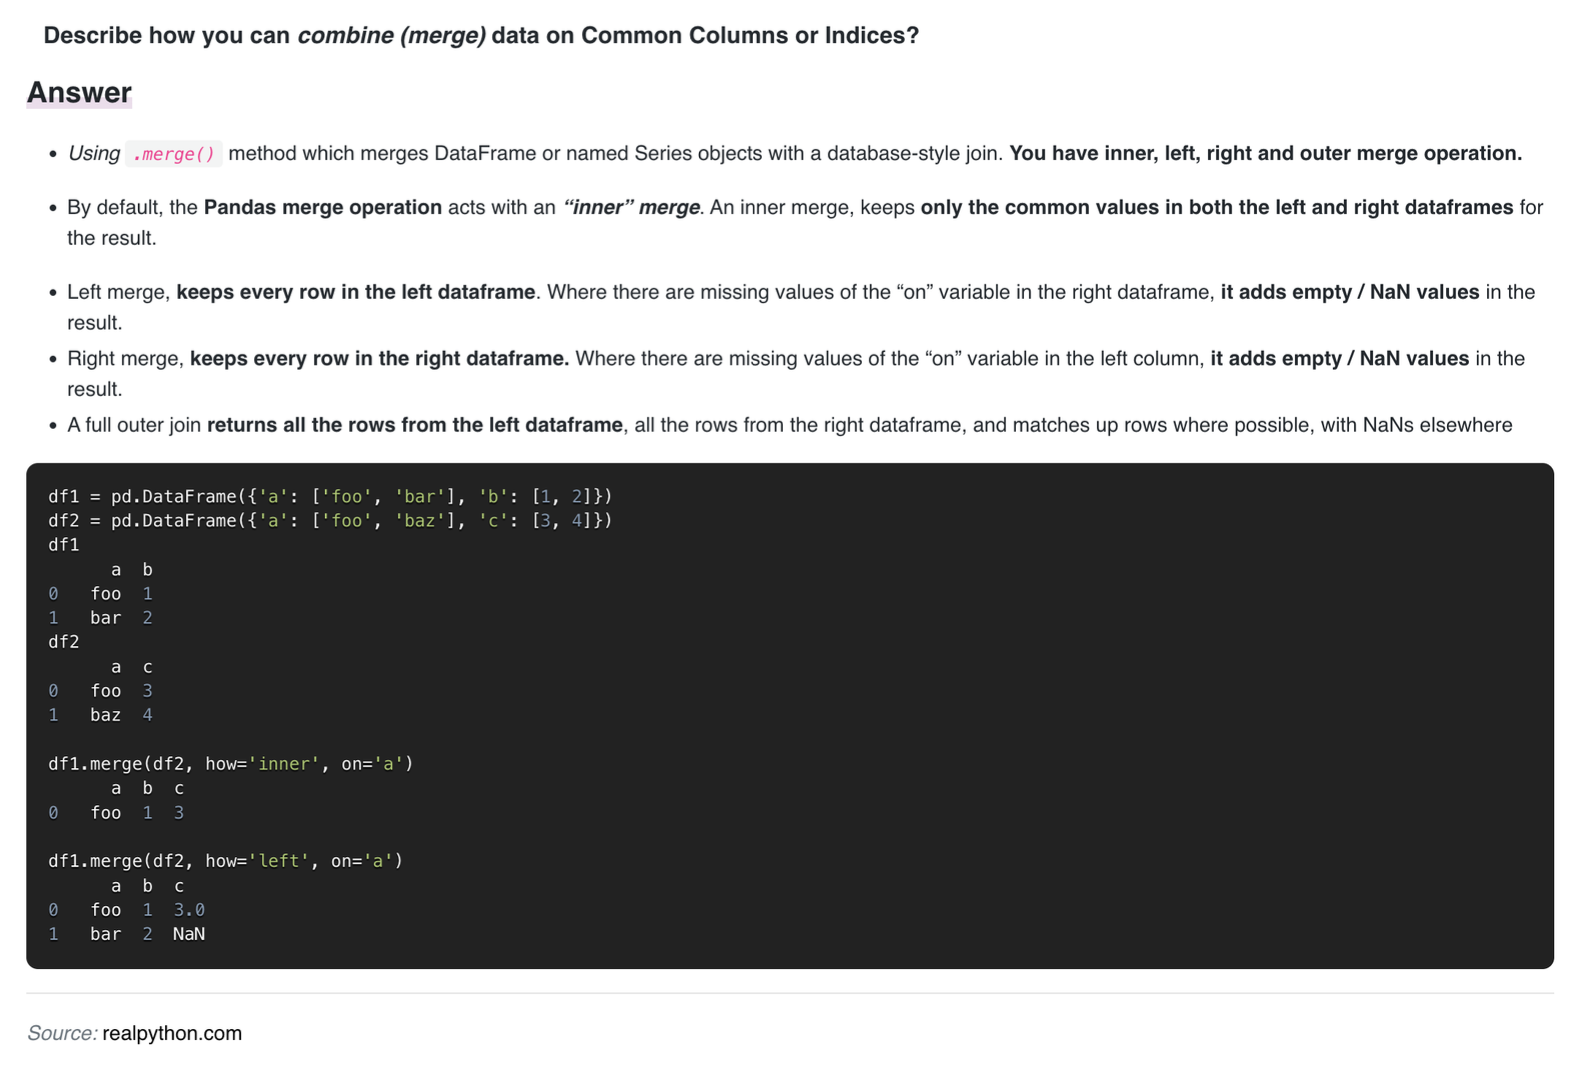 Describe how you can combine (merge) data on Common Columns or Indices?
Answer
• Using .merge() method which merges DataFrame or named Series objects with a database-style join. You have inner, left, right and outer merge operation.
• By default, the Pandas merge operation acts with an “inner” merge. An inner merge, keeps only the common values in both the left and right dataframes for
the result.
• Left merge, keeps every row in the left dataframe. Where there are missing values of the “on” variable in the right dataframe, it adds empty / NaN values in the
result.
• Right merge, keeps every row in the right dataframe. Where there are missing values of the “on” variable in the left column, it adds empty / NaN values in the
result.
• A full outer join returns all the rows from the left dataframe, all the rows from the right dataframe, and matches up rows where possible, with NaNs elsewhere
df1 = pd.DataFrame({'a': ['foo', 'bar'], 'b': [1, 2]})
df2 = pd.DataFrame({'a': ['foo', 'baz'], 'c': [3, 4]})
df1
      a  b
0   foo  1
1   bar  2
df2
      a  c
0   foo  3
1   baz  4
df1.merge(df2, how='inner', on='a')
      a  b  c
0   foo  1  3
df1.merge(df2, how='left', on='a')
      a  b  c
0   foo  1  3.0
1   bar  2  NaN
Source: realpython.com